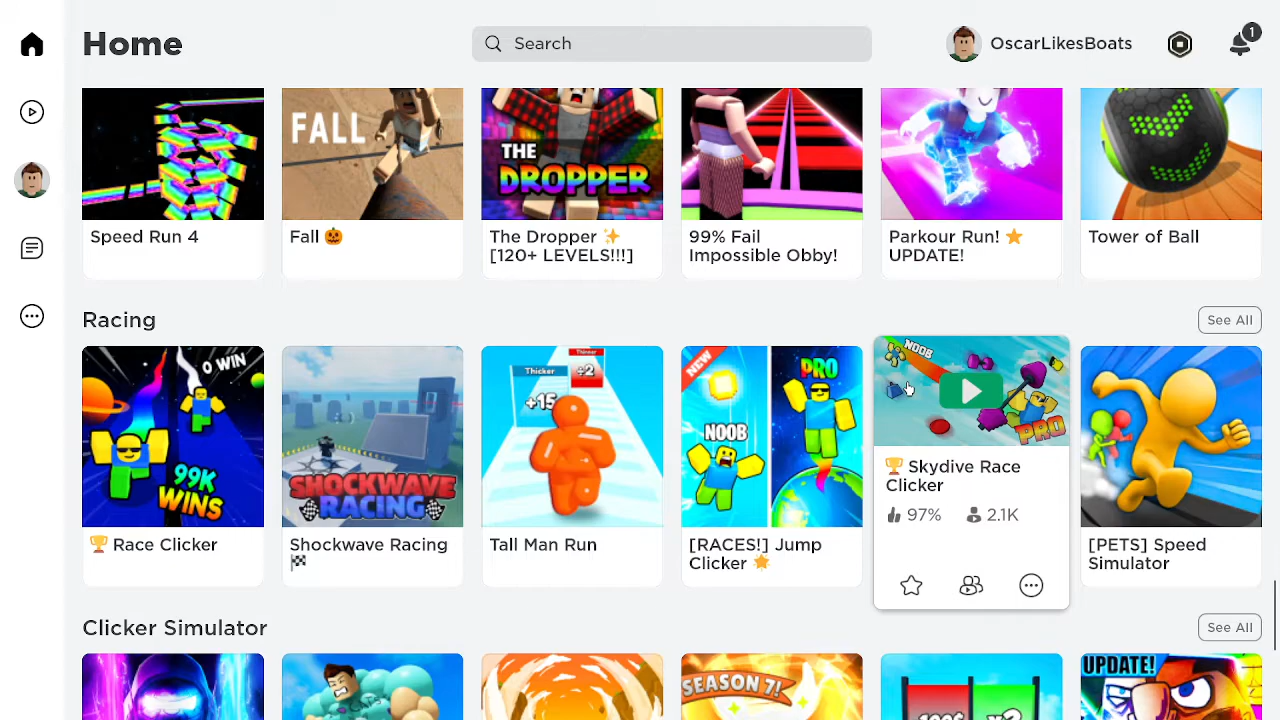 Home
Search
OscarLikesBoats
1
FALL
THE
DROPPER
Speed Run 4
Fall 🎃
The Dropper ✨
[120+ LEVELS!!!]
99% Fail
Impossible Obby!
Parkour Run! ⭐
UPDATE!
Tower of Ball
Racing
See All
0 WIN
99K
WINS
SHOCKWAVE
RACING
Thicker
+15
Thinner
÷2
NEW
NOOB
PRO
NOOB
PRO
🏆 Race Clicker
Shockwave Racing
🏁
Tall Man Run
[RACES!] Jump
Clicker 🌟
🏆 Skydive Race
Clicker
97%
2.1K
[PETS] Speed
Simulator
Clicker Simulator
See All
SEASON 7!
UPDATE!